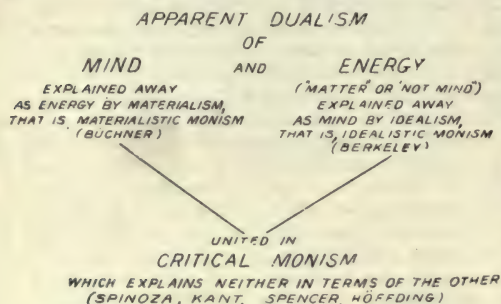 APPARENT DUALISM
OF
MIND AND ENERGY
EXPLAINED AWAY
AS ENERGY BY MATERIALISM,
THAT IS MATERIALISTIC MONISM
(BÜCHNER)
("MATTER" OR "NOT MIND")
EXPLAINED AWAY
AS MIND BY IDEALISM,
THAT IS, IDEALISTIC MONISM
(BERKELEY)
UNITED IN
CRITICAL MONISM
WHICH EXPLAINS NEITHER IN TERMS OF THE OTHER
(SPINOZA, KANT, SPENCER, HÖFFDING)